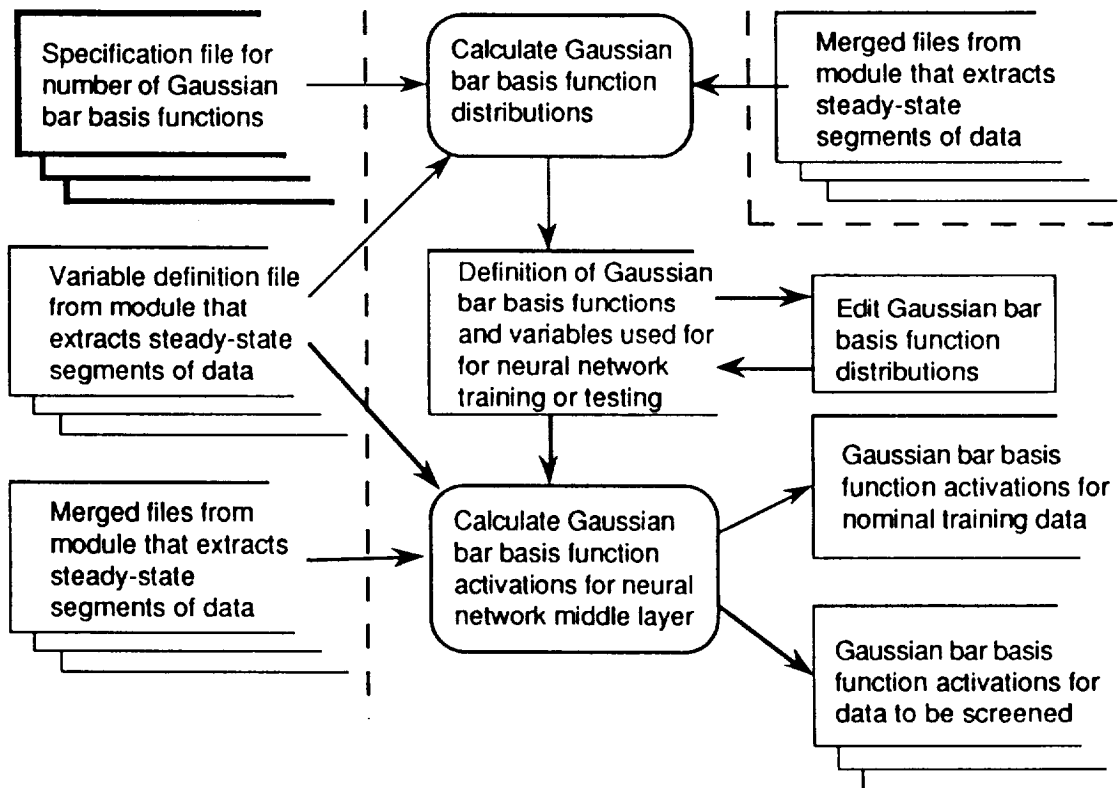 Specification file for
number of Gaussian
bar basis functions
Calculate Gaussian
bar basis function
distributions
Merged files from
module that extracts
steady-state
segments of data
Variable definition file
from module that
extracts steady-state
segments of data
Definition of Gaussian
bar basis functions
and variables used for
for neural network
training or testing
Edit Gaussian bar
basis function
distributions
Merged files from
module that extracts
steady-state
segments of data
Calculate Gaussian
bar basis function
activations for neural
network middle layer
Gaussian bar basis
function activations for
nominal training data
Gaussian bar basis
function activations for
data to be screened